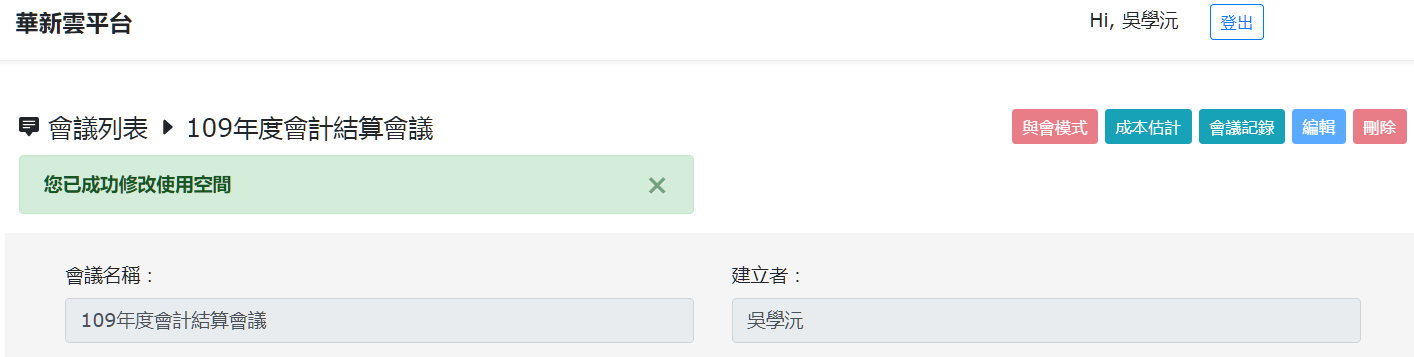 華新雲平台
Hi, 吳學沅
登出
會議列表 109年度會計結算會議
與會模式 成本估計 會議記錄 編輯 刪除
您已成功修改使用空間 ×
會議名稱：
建立者：
109年度會計結算會議
吳學沅